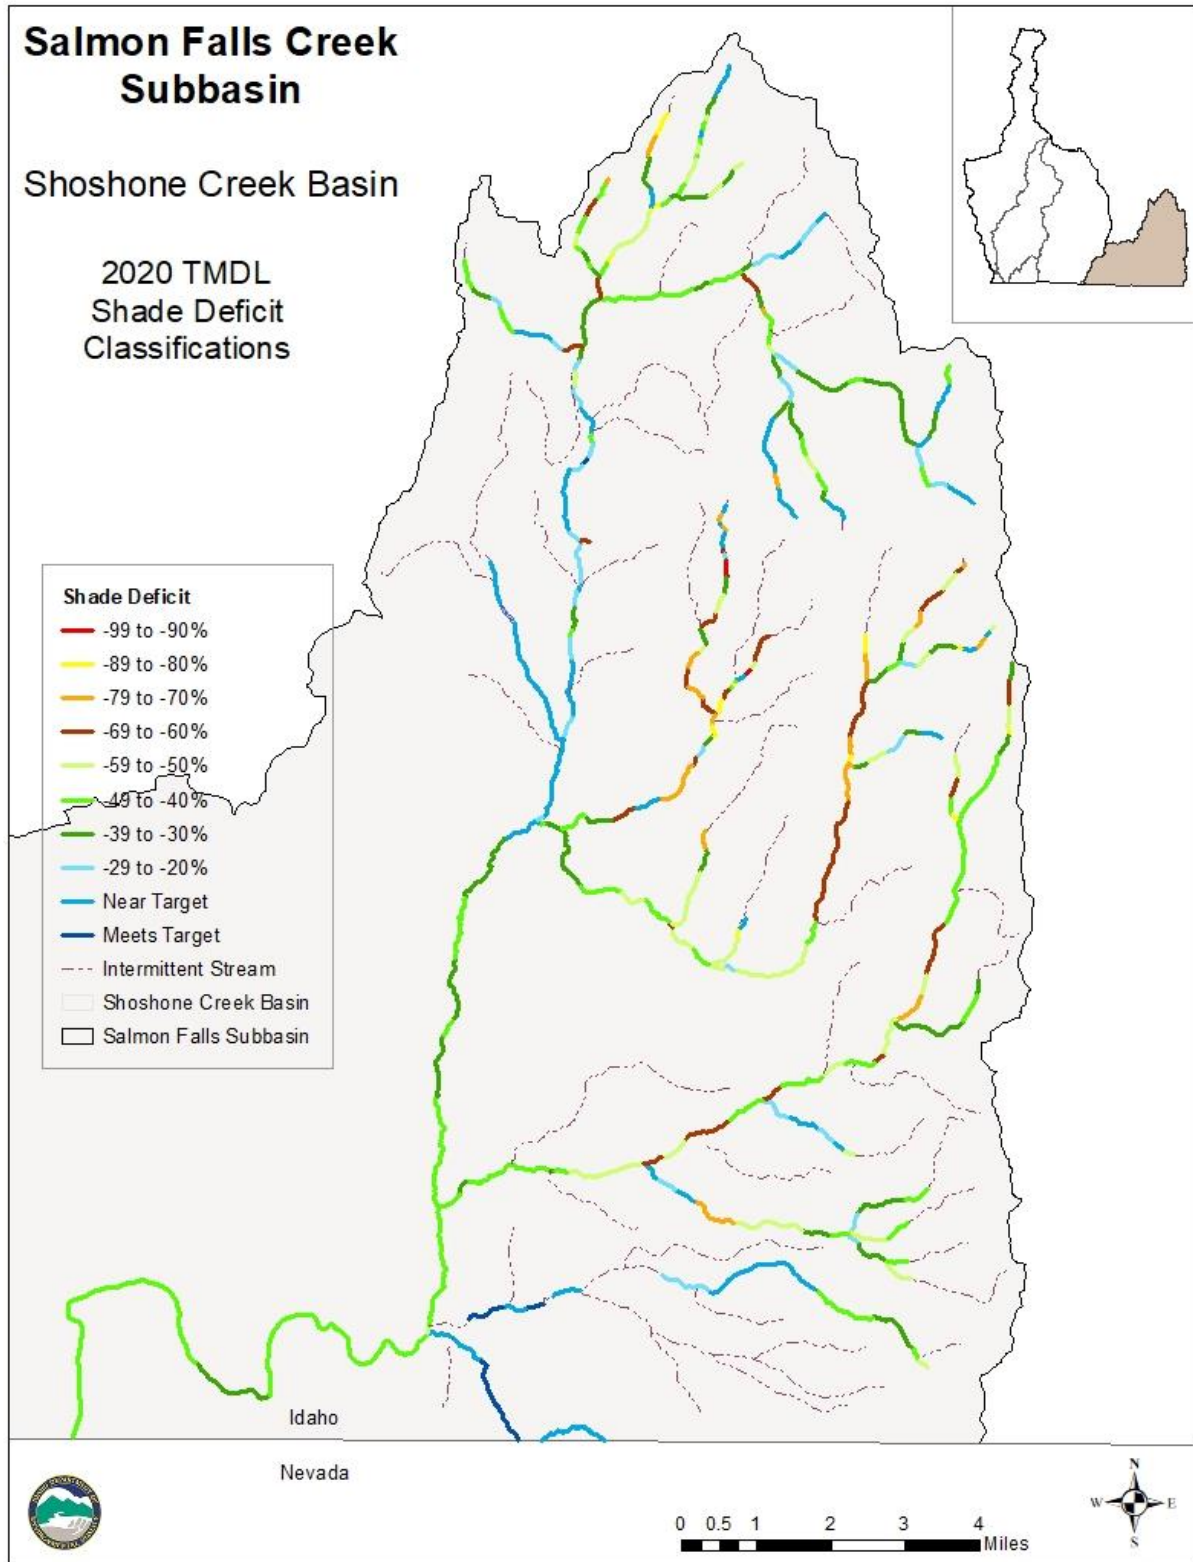 Salmon Falls Creek
Subbasin
Shoshone Creek Basin
2020 TMDL
Shade Deficit
Classifications
Shade Deficit
-99 to -90%
-89 to -80%
-79 to -70%
-69 to -60%
-59 to -50%
-49 to -40%
-39 to -30%
-29 to -20%
Near Target
Meets Target
Intermittent Stream
Shoshone Creek Basin
Salmon Falls Subbasin
Idaho
Nevada
N
W
E
S
0 0.5 1 2 3 4
Miles